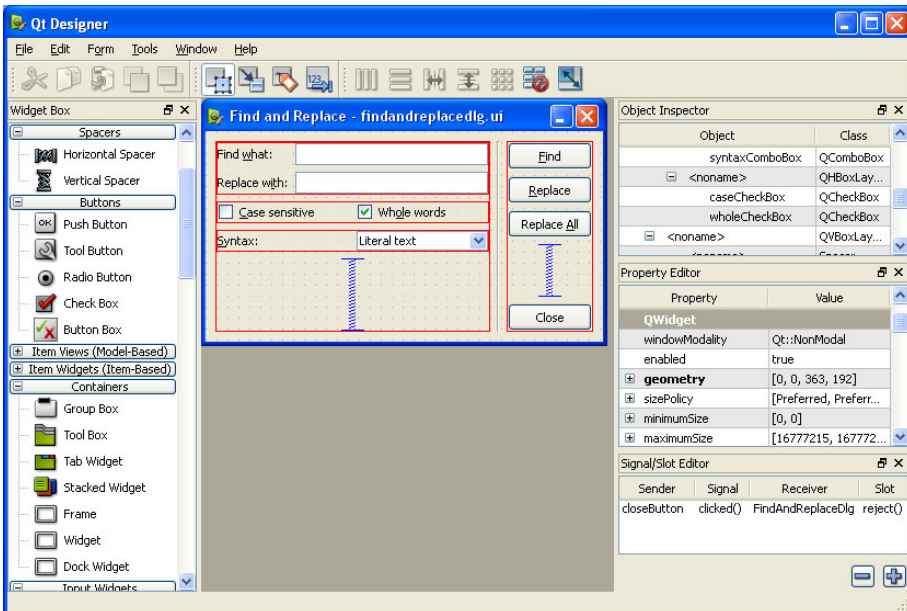 Qt Designer
File Edit Form Tools Window Help
123
Widget Box
Spacers
Horizontal Spacer
Vertical Spacer
Buttons
OK Push Button
Tool Button
Radio Button
Check Box
Button Box
Item Views (Model-Based)
Item Widgets (Item-Based)
Containers
Group Box
Tool Box
Tab Widget
Stacked Widget
Frame
Widget
Dock Widget
Input Widgets
Find and Replace - findandreplacedlg.ui
Find what:
Replace with:
Case sensitive Whole words
Syntax: Literal text
Find
Replace
Replace All
Close
Object Inspector
Object Class
syntaxComboBox QComboBox
<noname> QHBoxLay...
caseCheckBox QCheckBox
wholeCheckBox QCheckBox
<noname> QVBoxLay...
Property Editor
Property Value
QWidget
windowModality Qt::NonModal
enabled true
geometry [0, 0, 363, 192]
sizePolicy [Preferred, Preferr...
minimumSize [0, 0]
maximumSize [16777215, 167772...
Signal/Slot Editor
Sender Signal Receiver Slot
closeButton clicked() FindAndReplaceDlg reject()